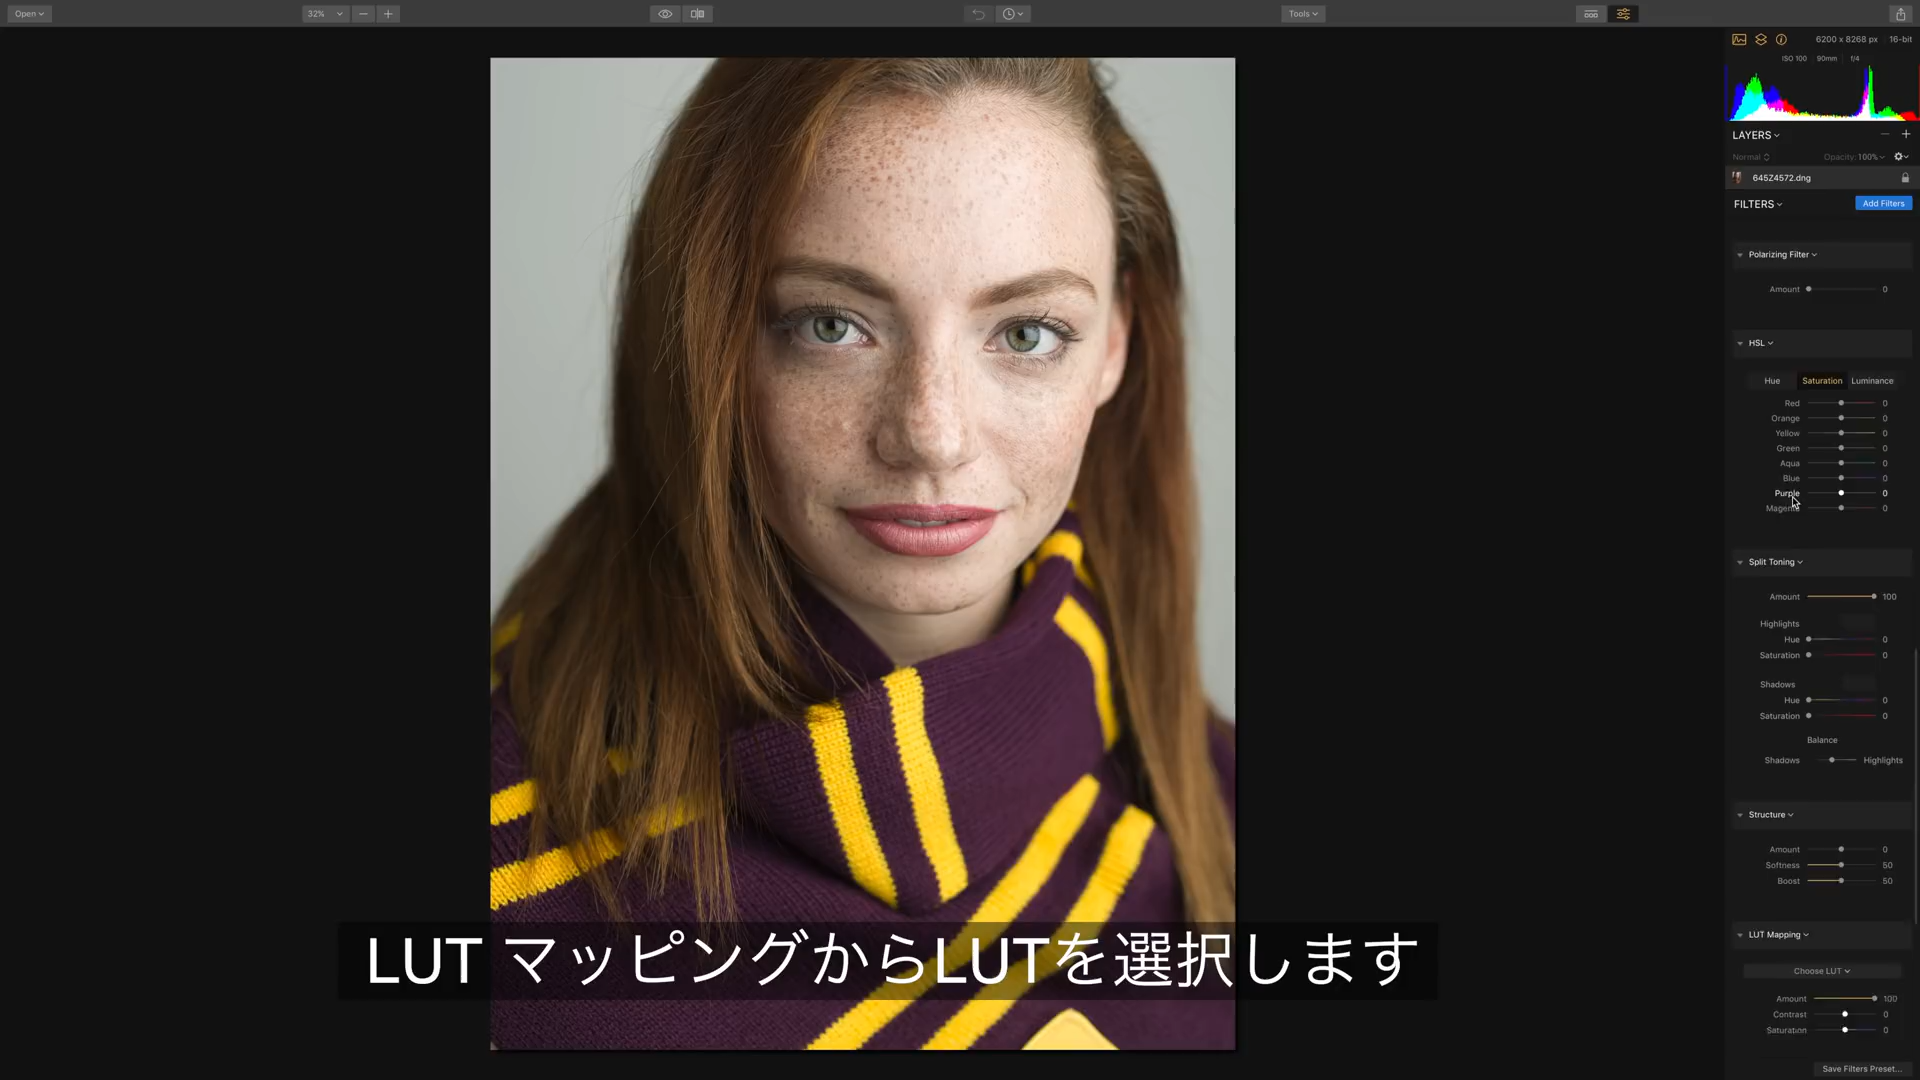 Open
32%
Tools
6200 x 8268 px 16-bit
ISO 100 90mm f/4
LAYERS
Normal Opacity: 100%
645Z4572.dng
FILTERS Add Filters
Polarizing Filter
Amount 0
HSL
Hue Saturation Luminance
Red 0
Orange 0
Yellow 0
Green 0
Aqua 0
Blue 0
Purple 0
Magenta 0
Split Toning
Amount 100
Highlights
Hue 0
Saturation 0
Shadows
Hue 0
Saturation 0
Balance
Shadows Highlights
Structure
Amount 0
Softness 50
Boost 50
LUT Mapping
Choose LUT
Amount 100
Contrast 0
Saturation 0
Save Filters Preset...
LUT マッピングからLUTを選択します